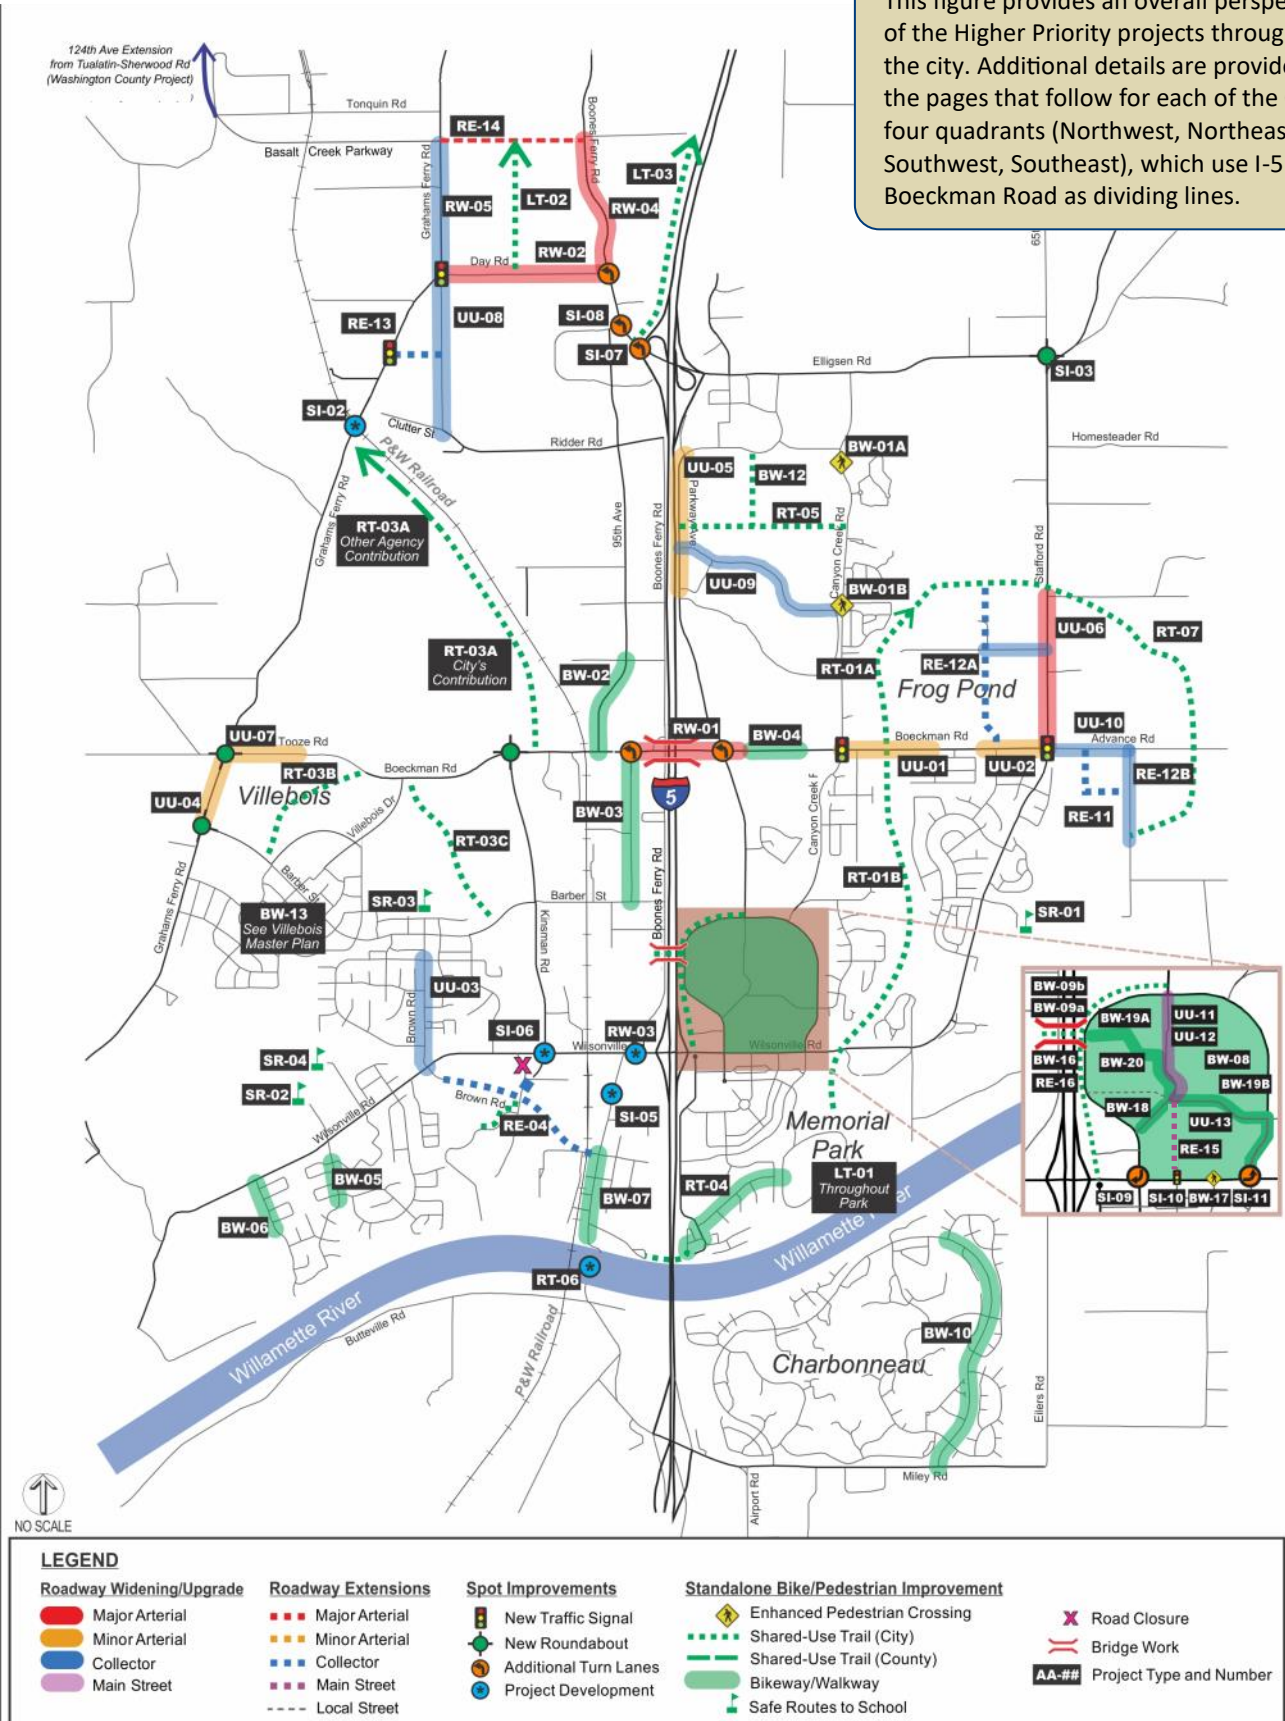 This figure provides an overall
of the Higher Priority projects
the city. Additional details are
the pages that follow for each of the
four quadrants (Northwest,
Southwest, Southeast), which use I-5
Boeckman Road as dividing lines.
124th Ave Extension
from Tualatin-Sherwood Rd
(Washington County Project)
Tonquin Rd
Basalt Creek Parkway
RE-14
Boones Ferry Rd
Grahams Ferry Rd
LT-03
RW-05
LT-02
RW-04
RW-02
Day Rd
UU-08
SI-08
RE-13
SI-07
Elligsen Rd
SI-03
SI-02
Clutter St
P&W Railroad
Ridder Rd
Homesteader Rd
BW-01A
UU-05
BW-12
Parkway Ave
RT-05
95th Ave
Boones Ferry Rd
Canyon Creek Rd
Stafford Rd
Grahams Ferry Rd
RT-03A
Other Agency
Contribution
UU-09
BW-01B
UU-06
RT-07
RT-03A
City's
Contribution
BW-02
RT-01A
RE-12A
Frog Pond
UU-07
Tooze Rd
RW-01
BW-04
Boeckman Rd
UU-10
Advance Rd
RT-03B
Boeckman Rd
UU-01
UU-02
RE-12B
UU-04
Villebois
Villebois Dr
5
BW-03
Canyon Creek
RE-11
RT-03C
Grahams Ferry Rd
Barber St
SR-03
Barber St
Boones Ferry Rd
RT-01B
BW-13
See Villebois
Master Plan
Kinsman Rd
SR-01
UU-03
Brown Rd
SI-06
RW-03
Wilsonville
Wilsonville Rd
SR-04
SR-02
Brown Rd
Wilsonville Rd
RE-04
SI-05
BW-09b
BW-09a
BW-19A
UU-11
UU-12
BW-16
BW-20
BW-08
RE-16
BW-19B
BW-18
UU-13
RE-15
SI-09
SI-10
BW-17
SI-11
Memorial
Park
LT-01
Throughout
Park
BW-05
BW-07
RT-04
BW-06
Willamette River
RT-06
Willamette River
Butteville Rd
P&W Railroad
BW-10
Charbonneau
Eilers Rd
Miley Rd
Airport Rd
NO SCALE
LEGEND
Roadway Widening/Upgrade
Major Arterial
Minor Arterial
Collector
Main Street
Roadway Extensions
Major Arterial
Minor Arterial
Collector
Main Street
Local Street
Spot Improvements
New Traffic Signal
New Roundabout
Additional Turn Lanes
Project Development
Standalone Bike/Pedestrian Improvement
Enhanced Pedestrian Crossing
Shared-Use Trail (City)
Shared-Use Trail (County)
Bikeway/Walkway
Safe Routes to School
Road Closure
Bridge Work
AA-## Project Type and Number